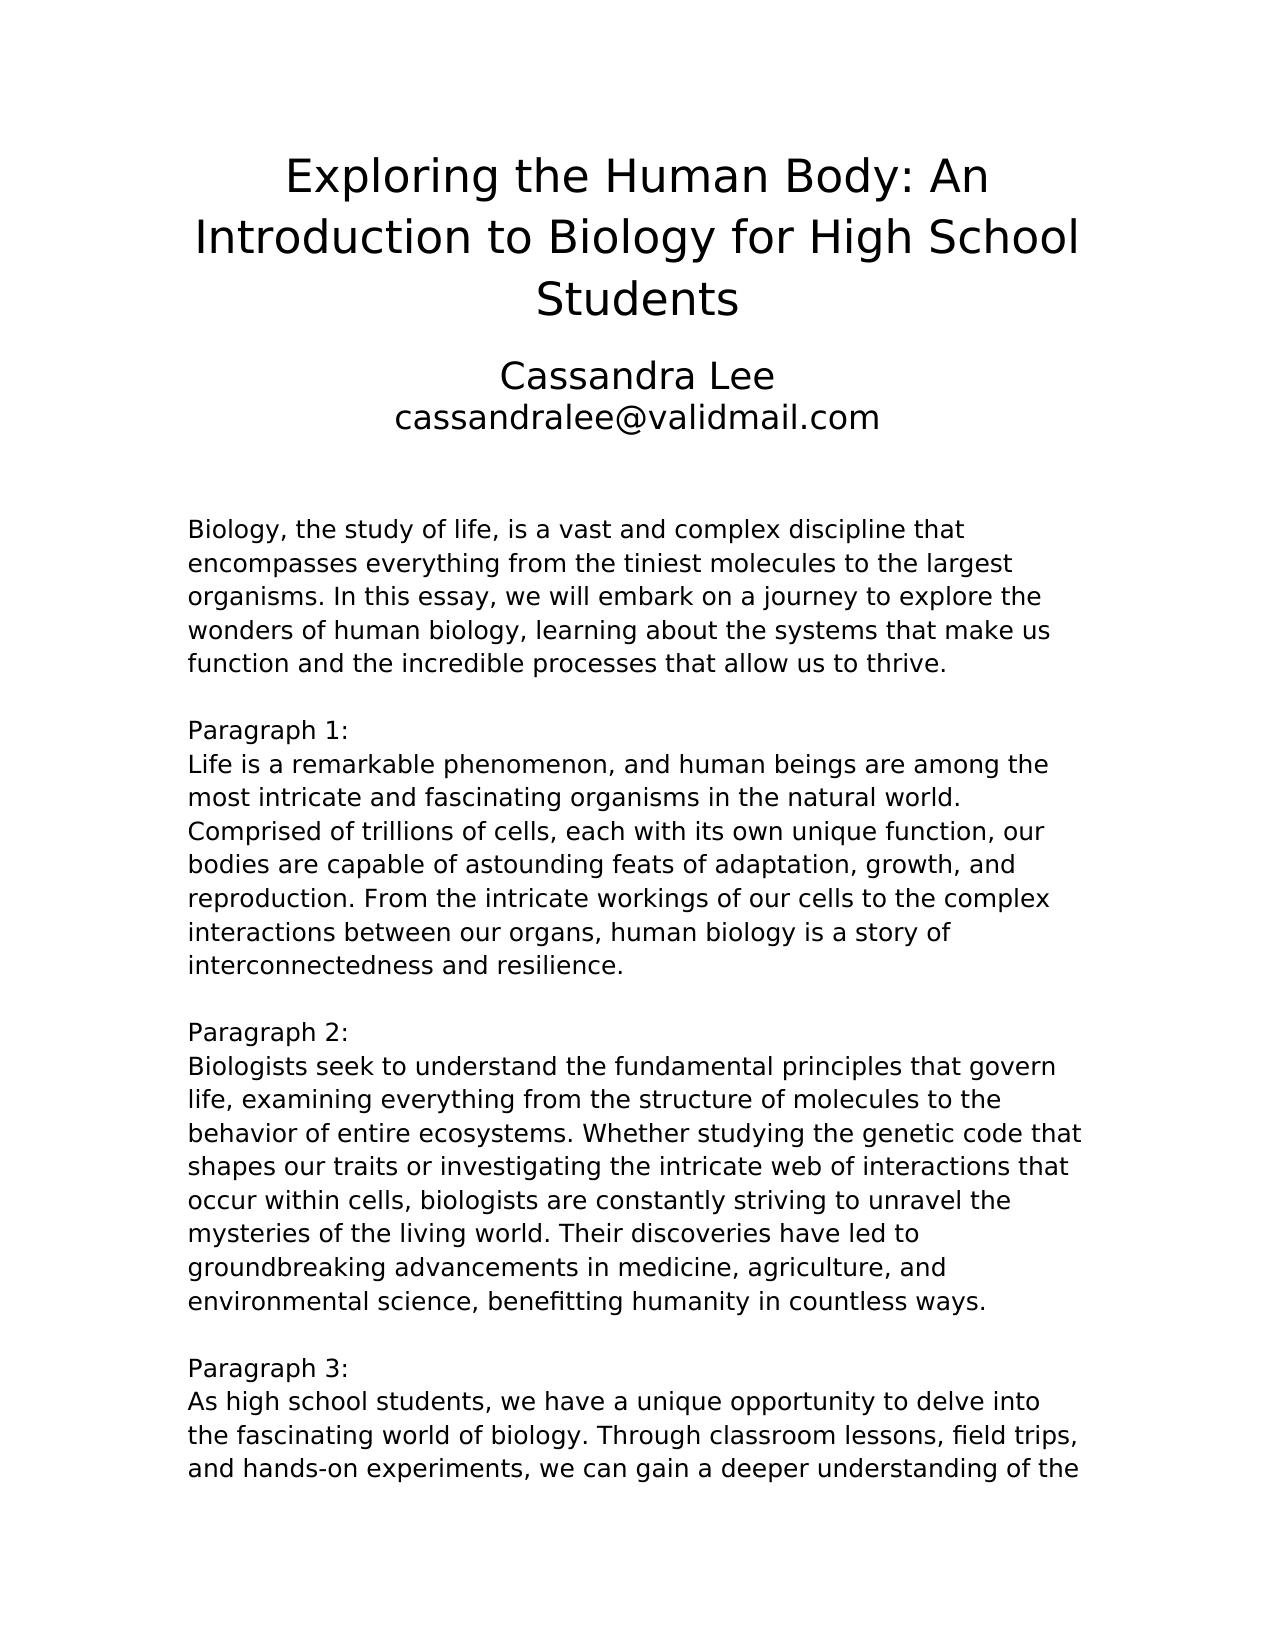 Exploring the Human Body: An
Introduction to Biology for High School
Students
Cassandra Lee
cassandralee@validmail.com
Biology, the study of life, is a vast and complex discipline that
encompasses everything from the tiniest molecules to the largest
organisms. In this essay, we will embark on a journey to explore the
wonders of human biology, learning about the systems that make us
function and the incredible processes that allow us to thrive.
Paragraph 1:
Life is a remarkable phenomenon, and human beings are among the
most intricate and fascinating organisms in the natural world.
Comprised of trillions of cells, each with its own unique function, our
bodies are capable of astounding feats of adaptation, growth, and
reproduction. From the intricate workings of our cells to the complex
interactions between our organs, human biology is a story of
interconnectedness and resilience.
Paragraph 2:
Biologists seek to understand the fundamental principles that govern
life, examining everything from the structure of molecules to the
behavior of entire ecosystems. Whether studying the genetic code that
shapes our traits or investigating the intricate web of interactions that
occur within cells, biologists are constantly striving to unravel the
mysteries of the living world. Their discoveries have led to
groundbreaking advancements in medicine, agriculture, and
environmental science, benefitting humanity in countless ways.
Paragraph 3:
As high school students, we have a unique opportunity to delve into
the fascinating world of biology. Through classroom lessons, field trips,
and hands-on experiments, we can gain a deeper understanding of the